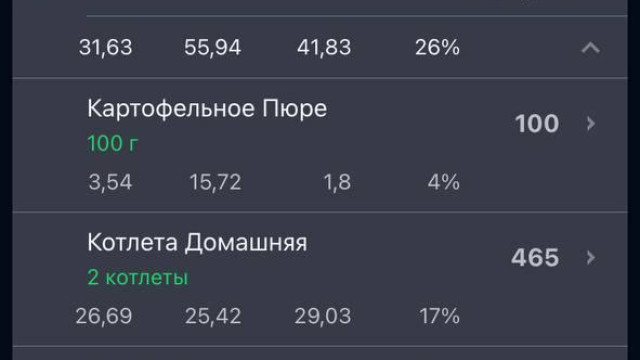 31,63 55,94 41,83 26%
Картофельное Пюре
100
100 г
3,54 15,72 1,8 4%
Котлета Домашняя
465
2 котлеты
26,69 25,42 29,03 17%